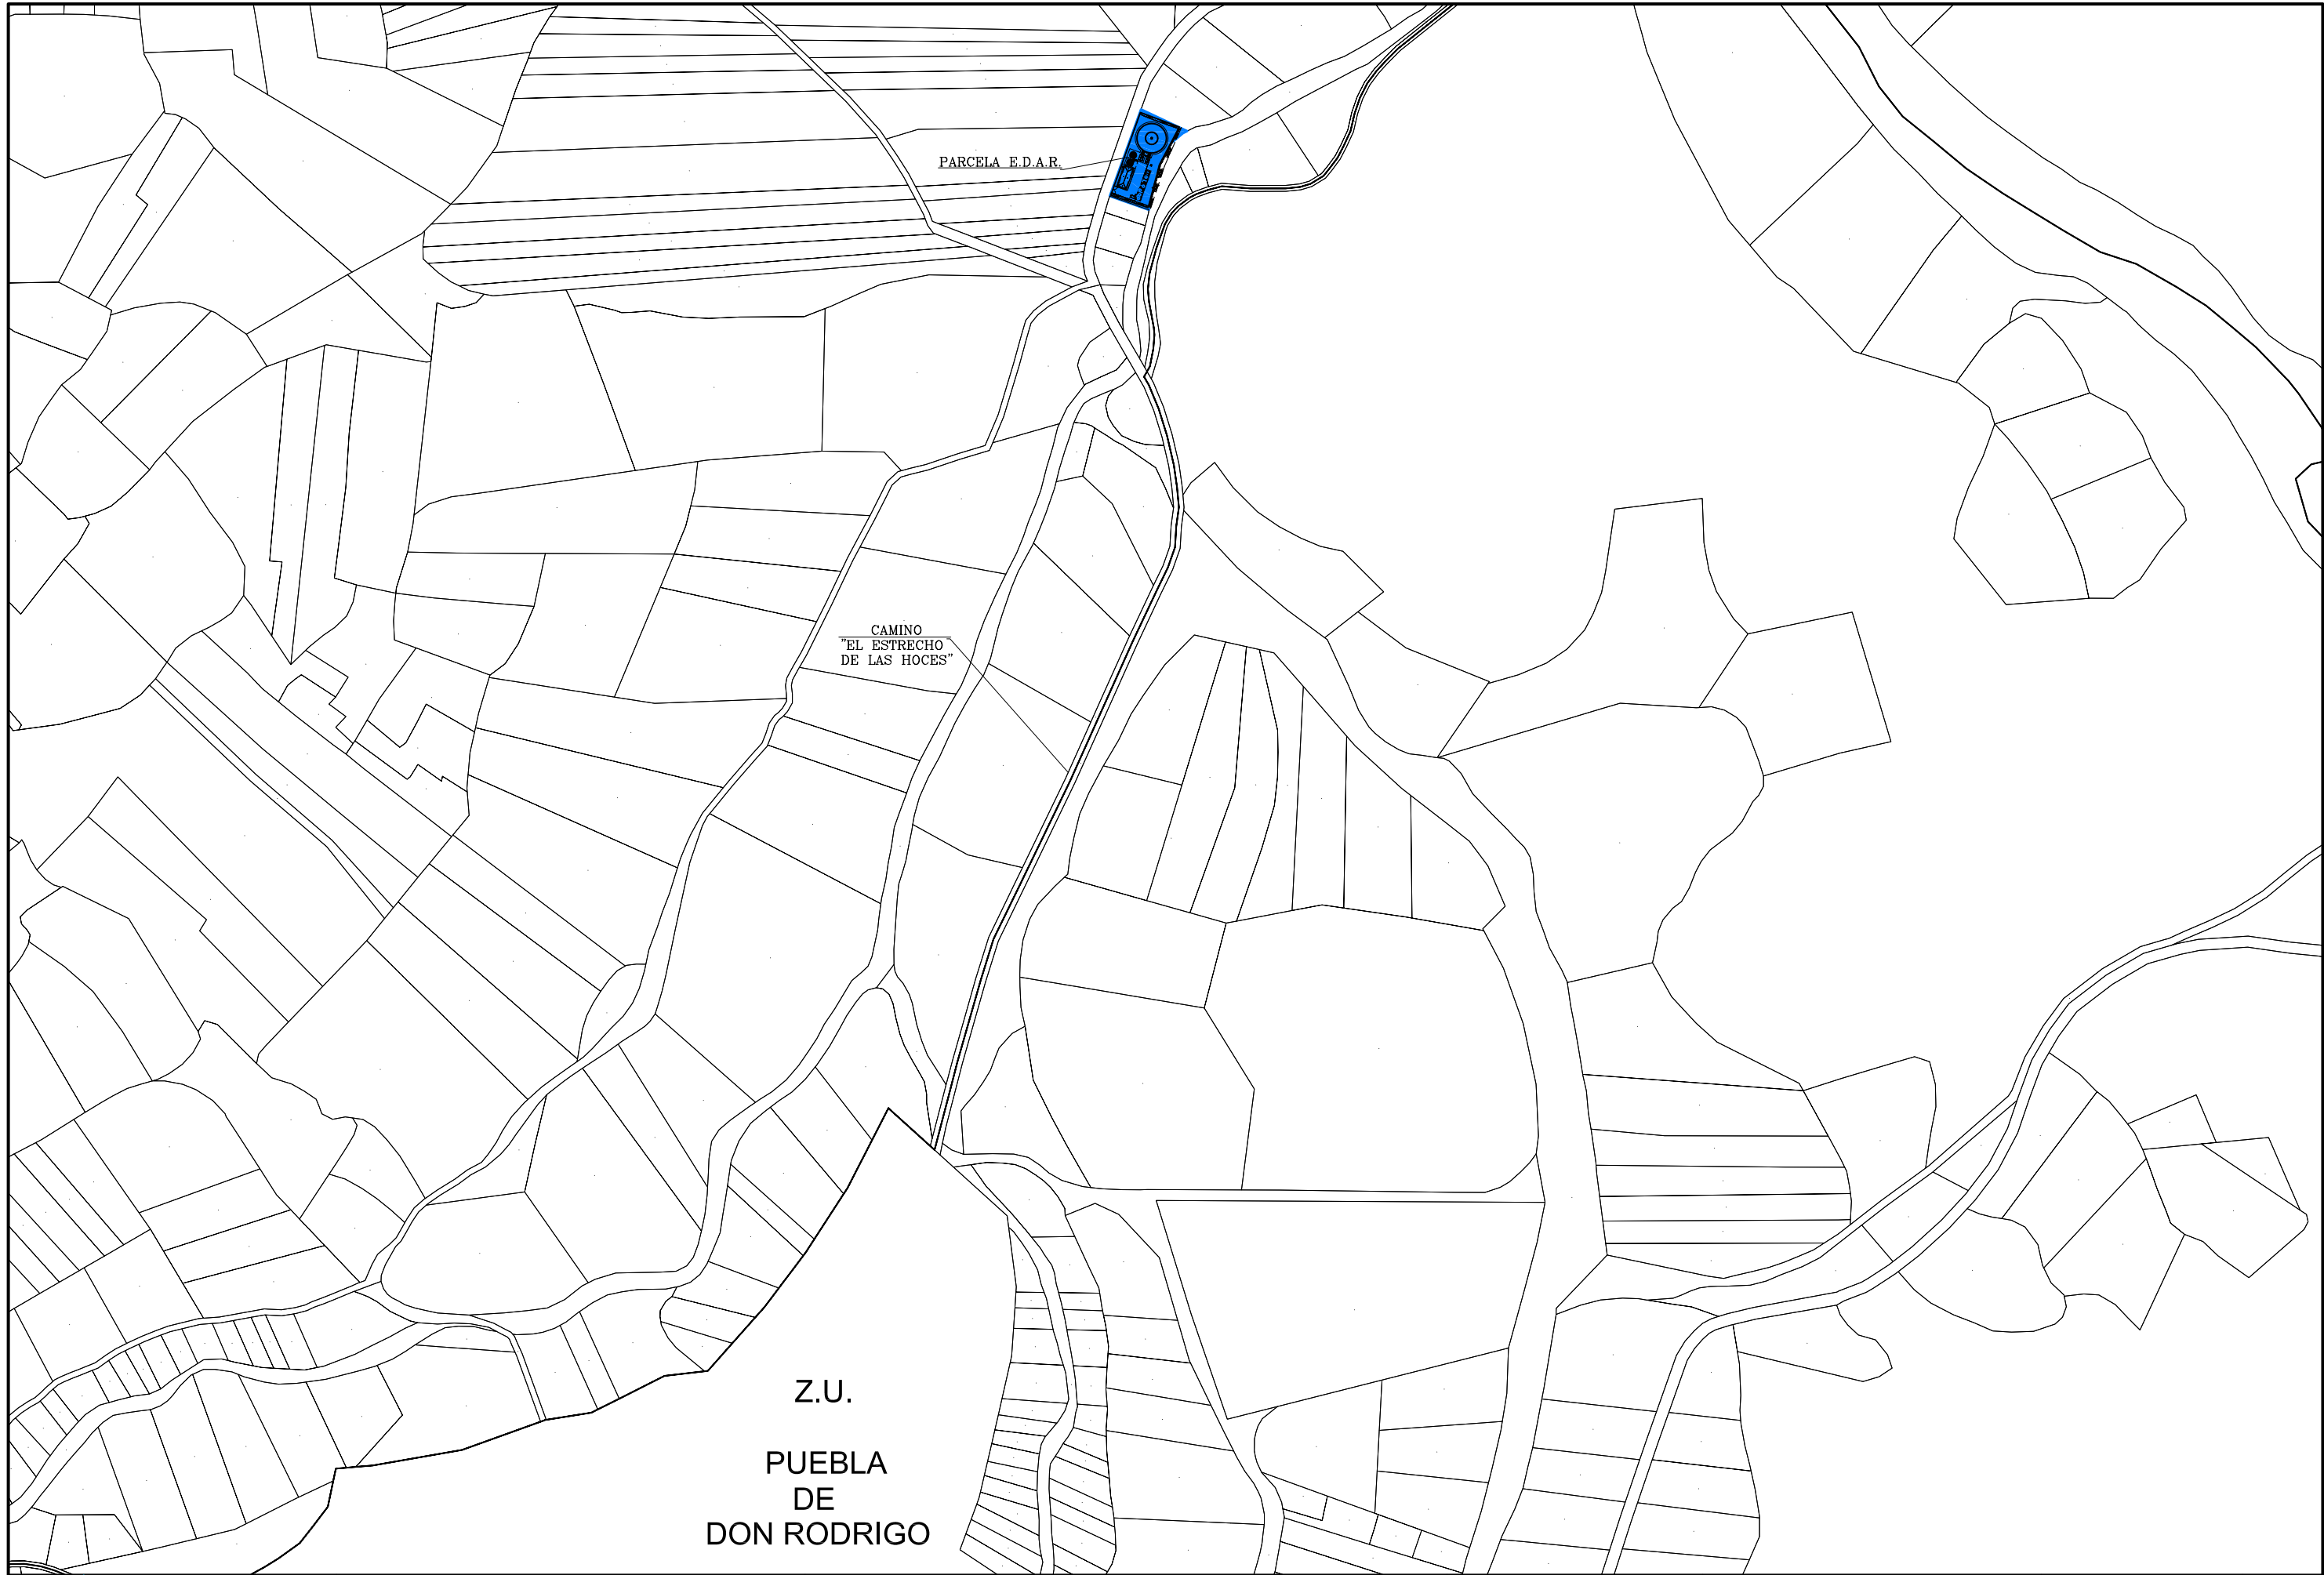 PARCELA E.D.A.R.
CAMINO
"EL ESTRECHO
DE LAS HOCES"
Z.U.
PUEBLA
DE
DON RODRIGO